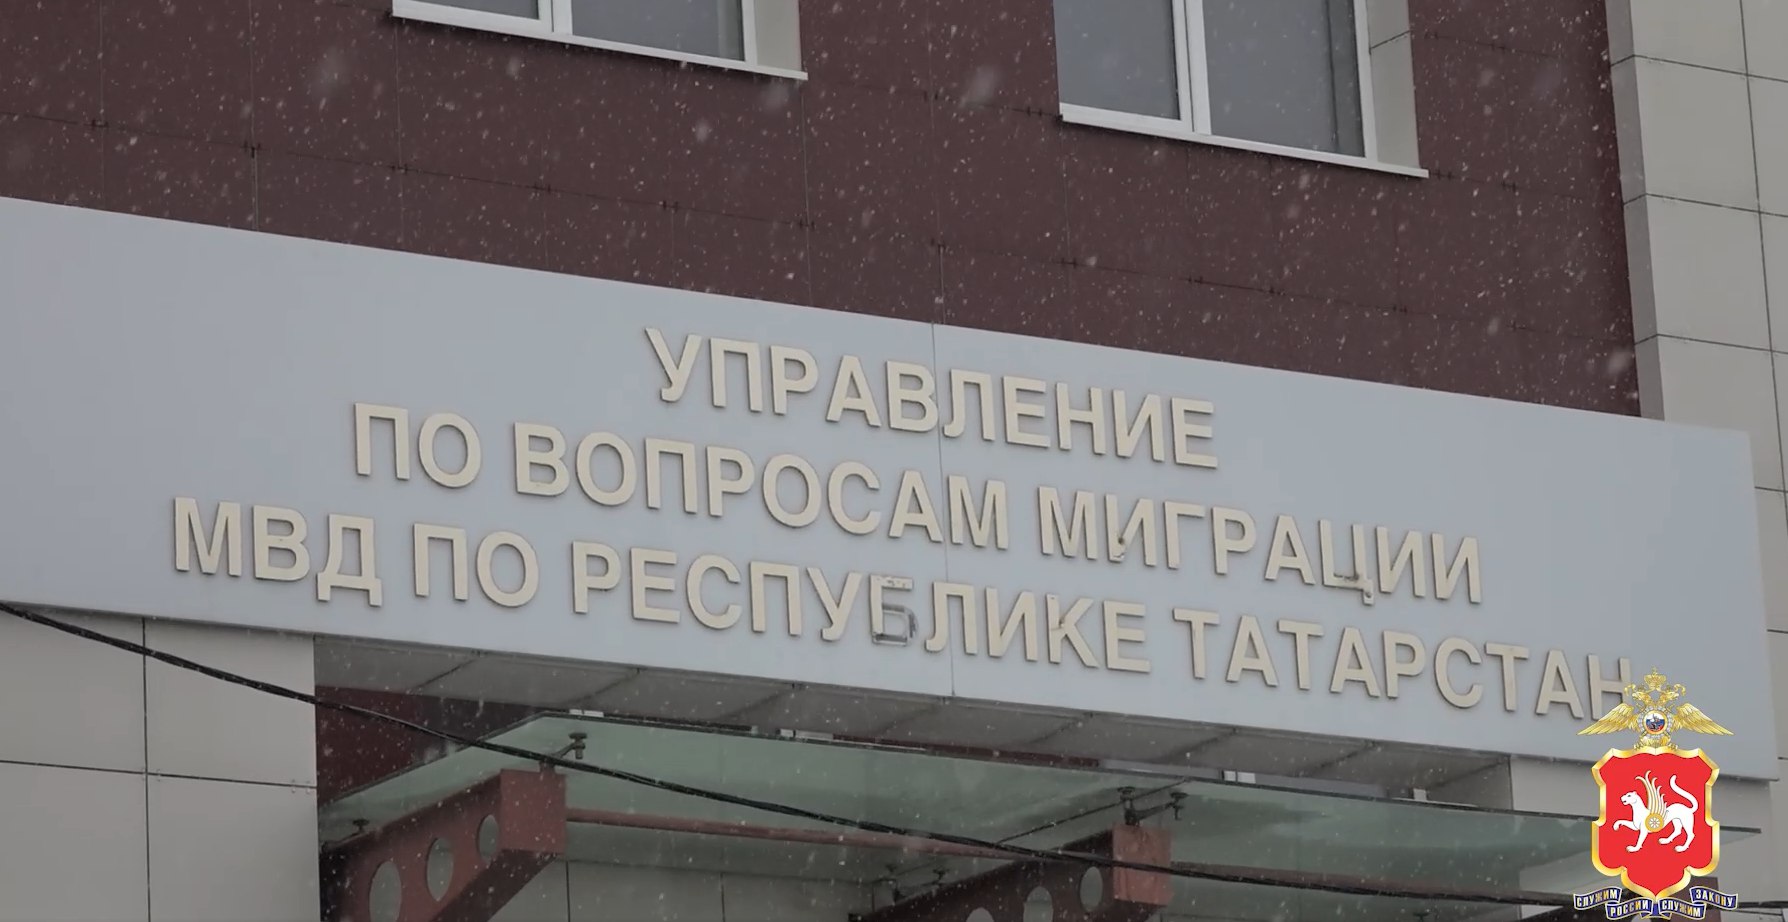 УПРАВЛЕНИЕ
ПО ВОПРОСАМ МИГРАЦИИ
МВД ПО РЕСПУБЛИКЕ ТАТАРСТАН
СЛУЖИМ РОССИИ СЛУЖИМ ЗАКОНУ